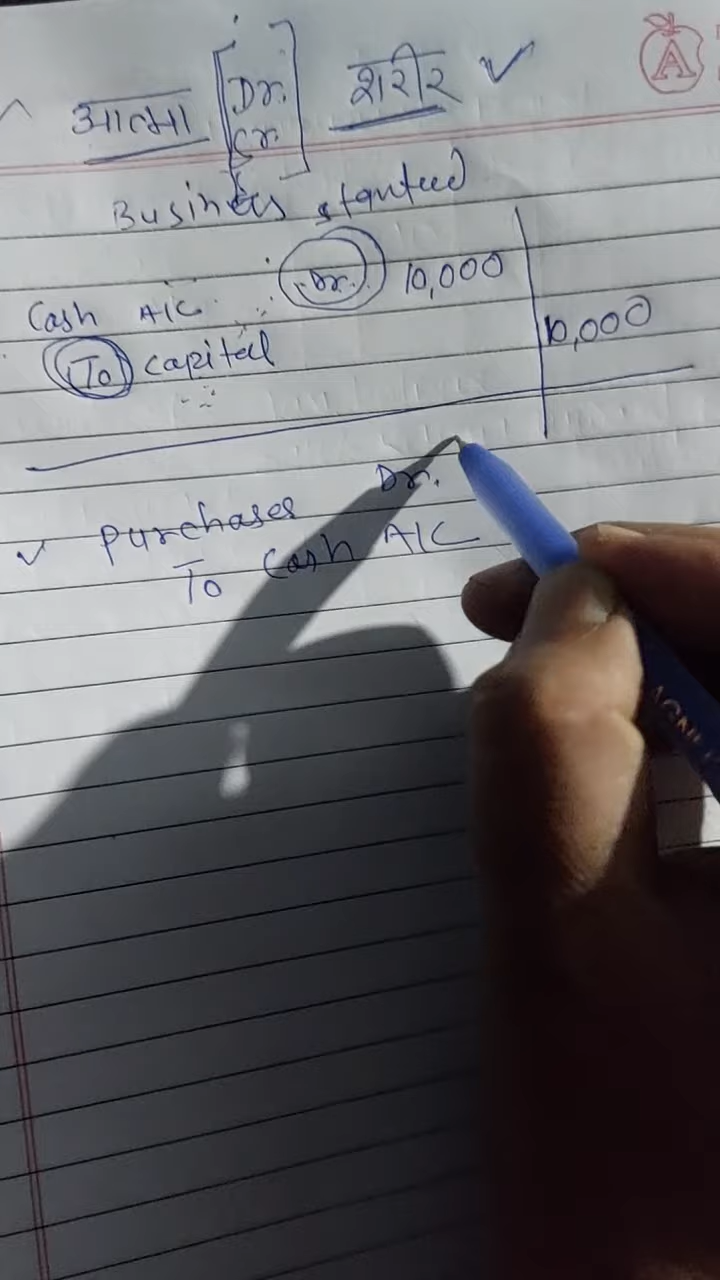 आत्मा [Dr. Cr.] शरीर ✓
Business started
Cash A/C Dr. 10,000
To capital 10,000
✓ Purchases Dr.
To Cash A/C
A